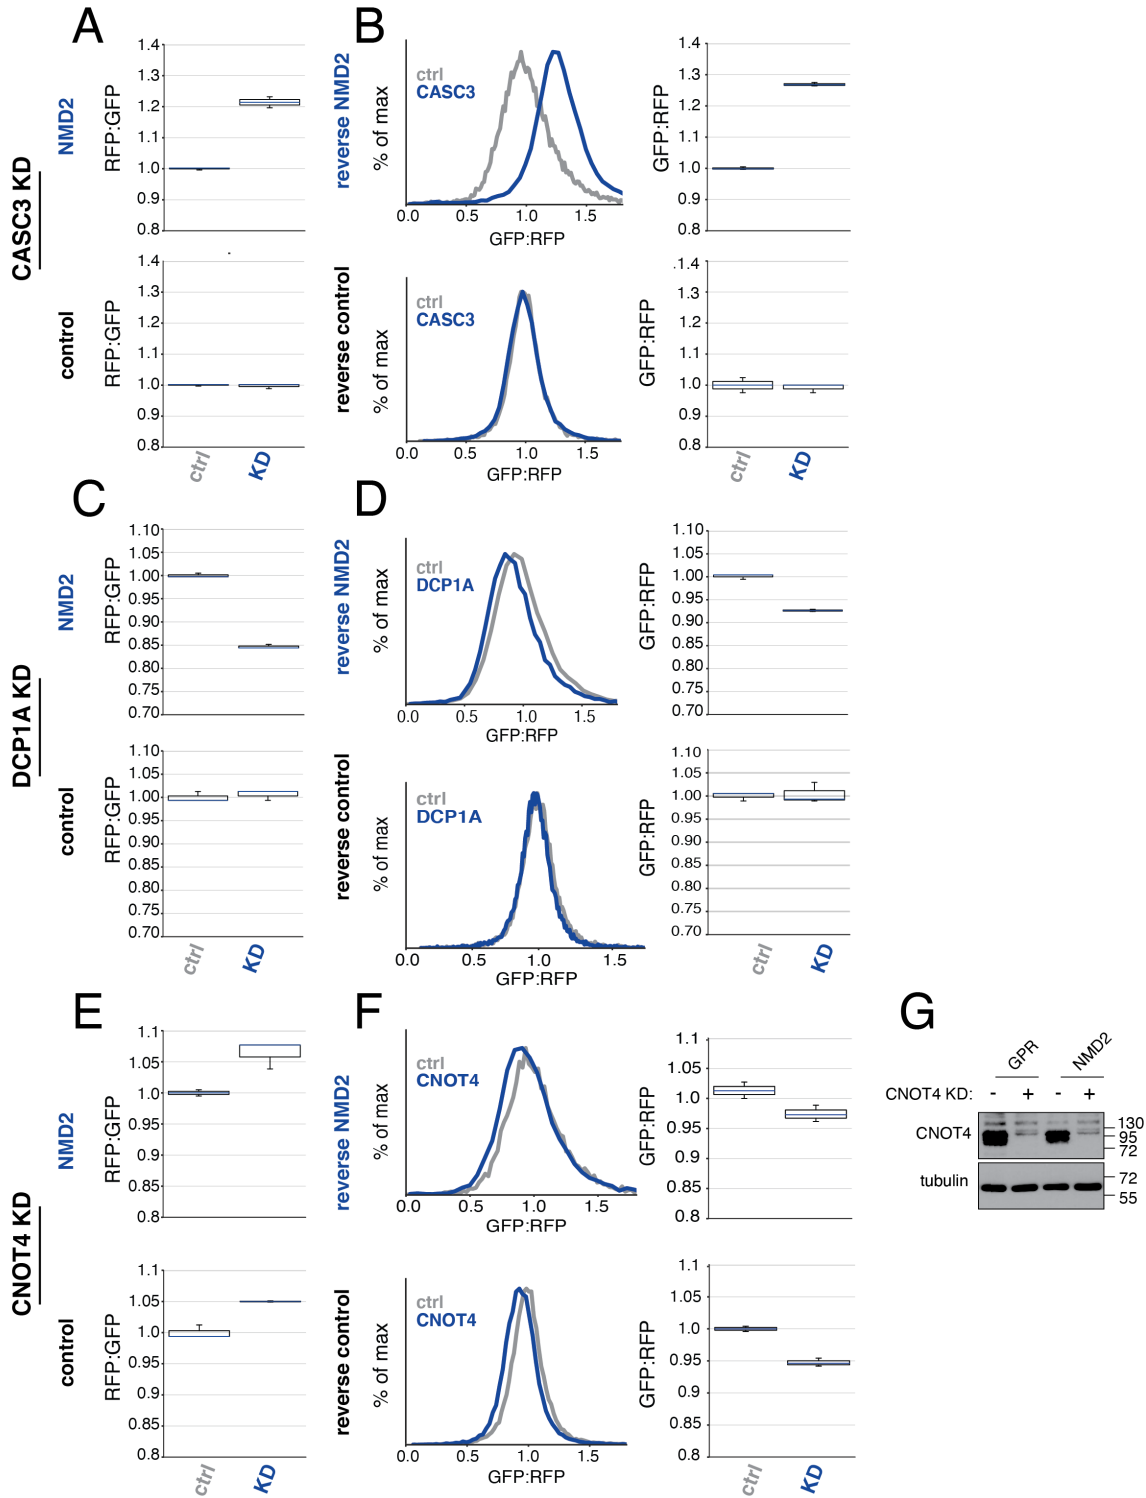 A
B
CASC3 KD
NMD2
RFP:GFP
1.4
1.3
1.2
1.1
1.0
0.9
0.8
reverse NMD2
% of max
ctrl
CASC3
0.0
0.5
1.0
1.5
GFP:RFP
GFP:RFP
1.4
1.3
1.2
1.1
1.0
0.9
0.8
control
RFP:GFP
1.4
1.3
1.2
1.1
1.0
0.9
0.8
ctrl
KD
reverse control
% of max
ctrl
CASC3
0.0
0.5
1.0
1.5
GFP:RFP
GFP:RFP
.1.4
1.3
1.2
1.1
1.0
0.9
0.8
ctrl
KD
C
D
DCP1A KD
NMD2
RFP:GFP
1.10
1.05
1.00
0.95
0.90
0.85
0.80
0.75
0.70
reverse NMD2
% of max
ctrl
DCP1A
0.0
0.5
1.0
1.5
GFP:RFP
GFP:RFP
1.10
1.05
1.00
0.95
0.90
0.85
0.80
0.75
0.70
control
RFP:GFP
1.10
1.05
1.00
0.95
0.90
0.85
0.80
0.75
0.70
ctrl
KD
reverse control
% of max
ctrl
DCP1A
0.0
0.5
1.0
1.5
GFP:RFP
GFP:RFP
1.10
1.05
1.00
0.95
0.90
0.85
0.80
0.75
0.70
ctrl
KD
E
F
G
CNOT4 KD
NMD2
RFP:GFP
1.1
1.05
1.0
0.95
0.9
0.85
0.8
reverse NMD2
% of max
ctrl
CNOT4
0.0
0.5
1.0
1.5
GFP:RFP
GFP:RFP
1.1
1.05
1.0
0.95
0.9
0.85
0.8
GPR
NMD2
CNOT4 KD: - + - +
CNOT4
130
95
72
tubulin
72
55
control
RFP:GFP
1.1
1.05
1.0
0.95
0.9
0.85
0.8
ctrl
KD
reverse control
% of max
ctrl
CNOT4
0.0
0.5
1.0
1.5
GFP:RFP
GFP:RFP
1.1
1.05
1.0
0.95
0.9
0.85
0.8
ctrl
KD